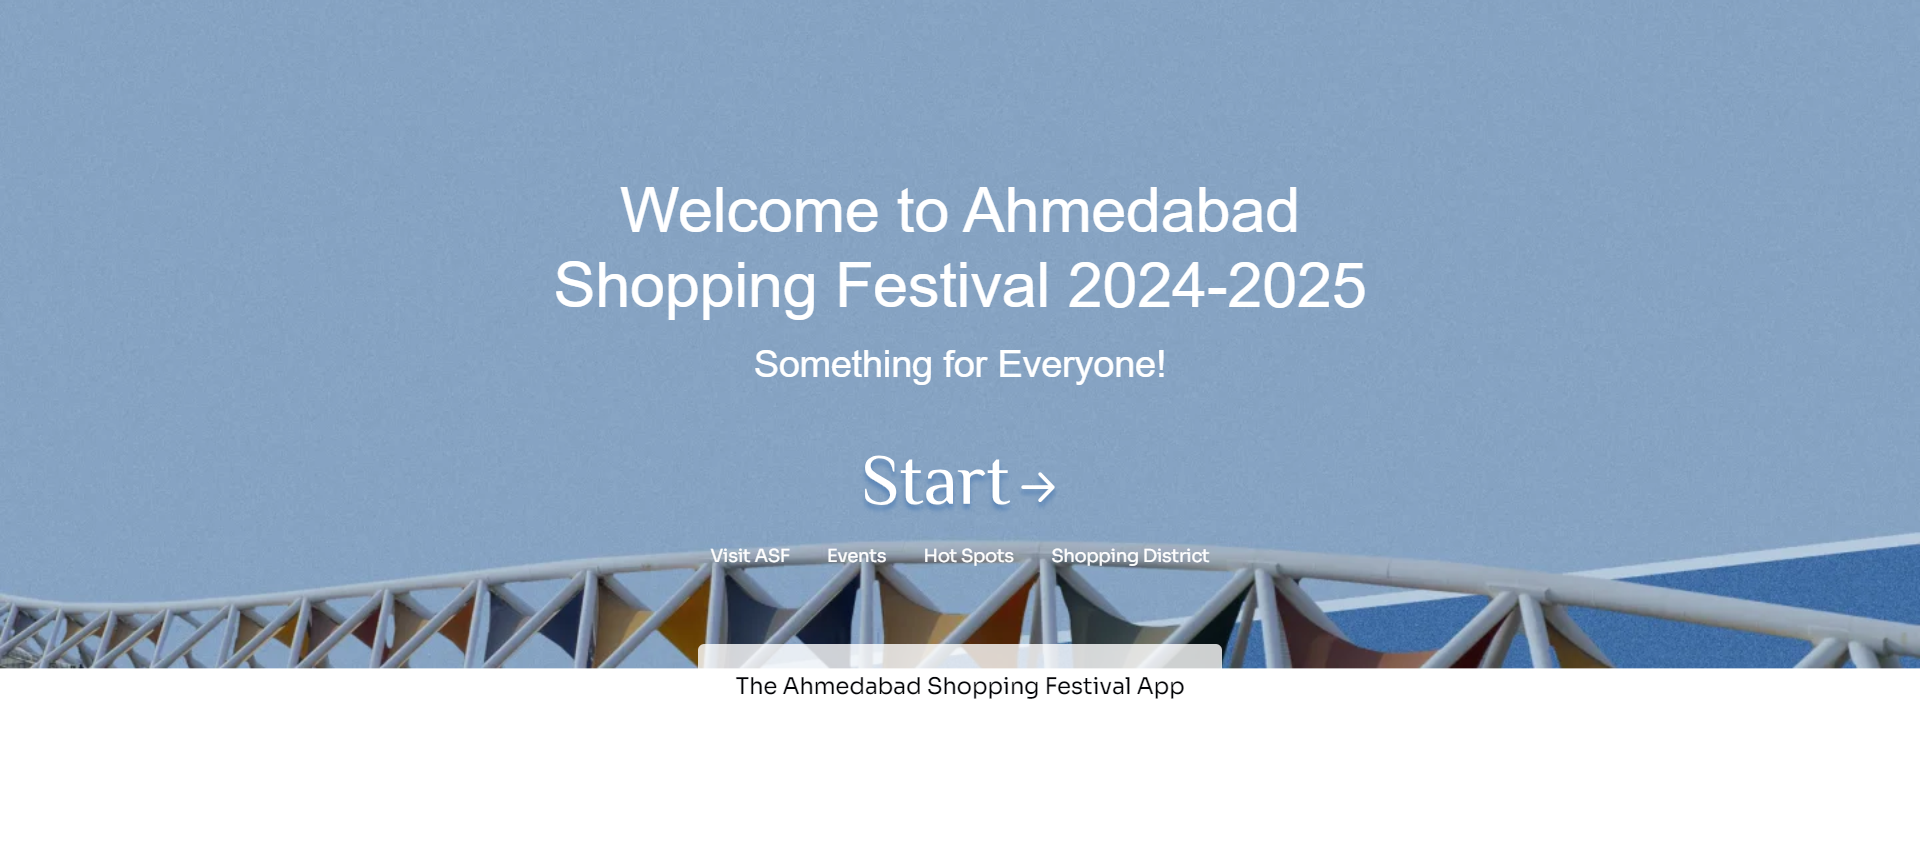 Welcome to Ahmedabad
Shopping Festival 2024-2025
Something for Everyone!
Start
Visit ASF Events Hot Spots Shopping District
The Ahmedabad Shopping Festival App